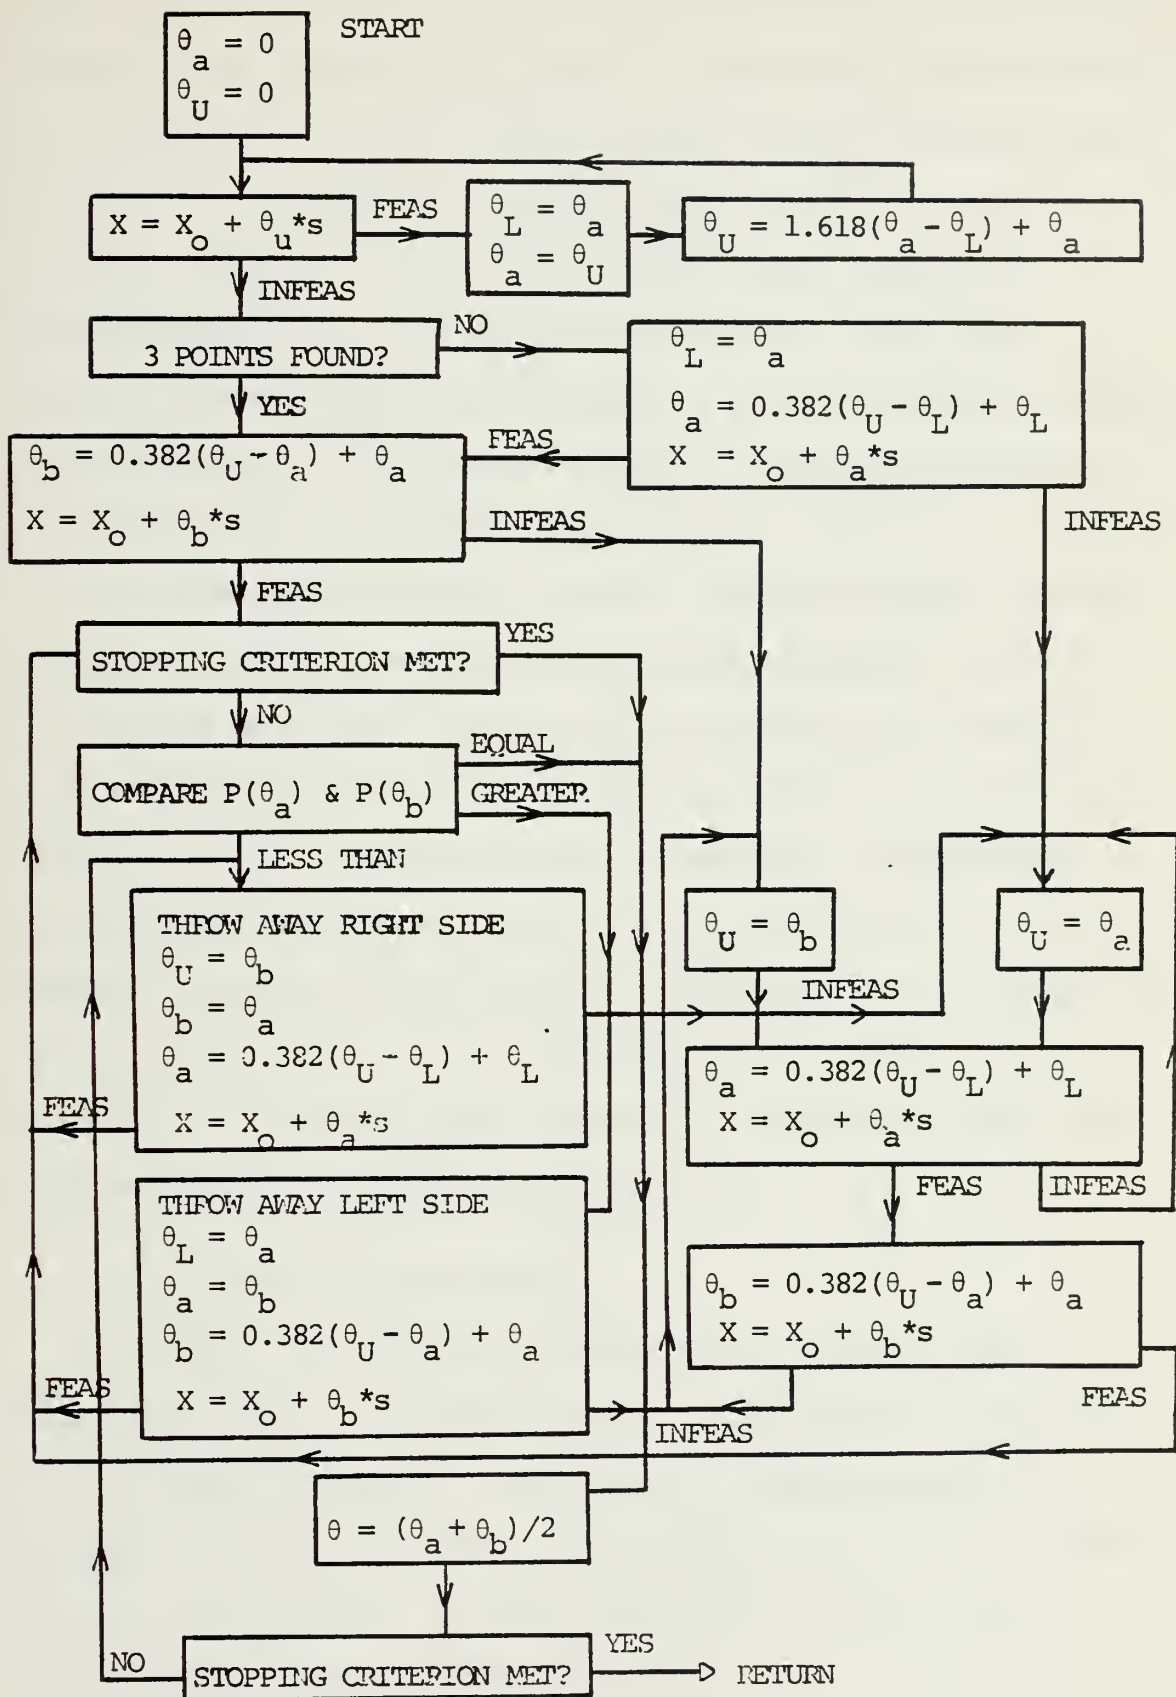 START
θa = 0
θU = 0
X = Xo + θu*s
FEAS
θL = θa
θa = θU
θU = 1.618(θa - θL) + θa
INFEAS
3 POINTS FOUND?
NO
θL = θa
θa = 0.382(θU - θL) + θL
X = Xo + θa*s
YES
FEAS
θb = 0.382(θU - θa) + θa
X = Xo + θb*s
INFEAS
INFEAS
FEAS
STOPPING CRITERION MET?
YES
NO
COMPARE P(θa) & P(θb)
EQUAL
GREATER
LESS THAN
THROW AWAY RIGHT SIDE
θU = θb
θb = θa
θa = 0.382(θU - θL) + θL
X = Xo + θa*s
FEAS
INFEAS
θU = θb
θU = θa
θa = 0.382(θU - θL) + θL
X = Xo + θa*s
FEAS
INFEAS
THROW AWAY LEFT SIDE
θL = θa
θa = θb
θb = 0.382(θU - θa) + θa
X = Xo + θb*s
FEAS
INFEAS
θb = 0.382(θU - θa) + θa
X = Xo + θb*s
FEAS
θ = (θa + θb)/2
STOPPING CRITERION MET?
NO
YES
RETURN